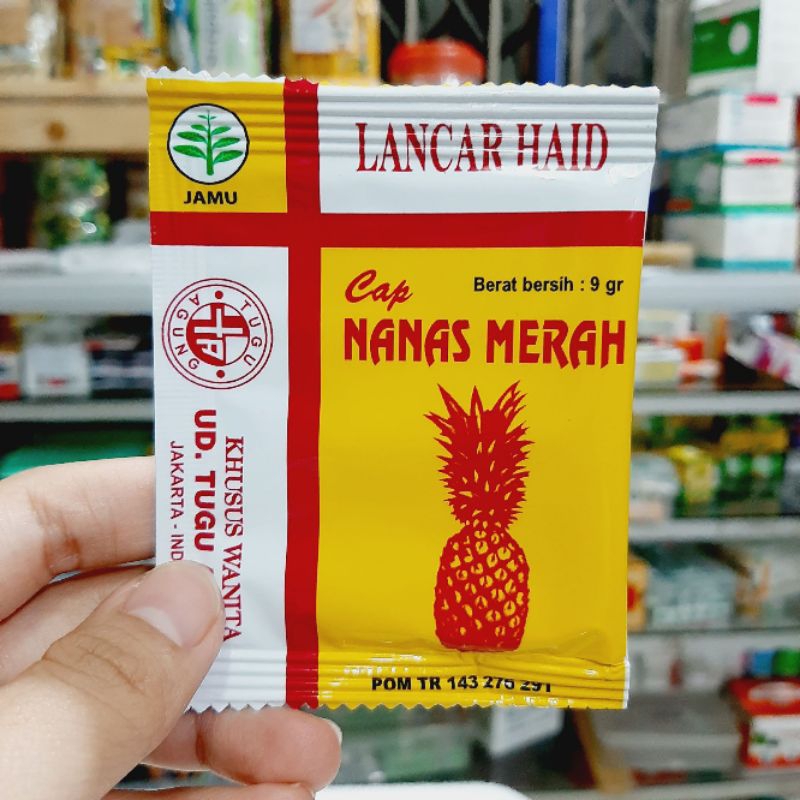 JAMU
LANCAR HAID
Cap
Berat bersih : 9 gr
NANAS MERAH
TUGU
AGUNG
KHUSUS WANITA
UD. TUGU
JAKARTA -
POM TR 143 275 291